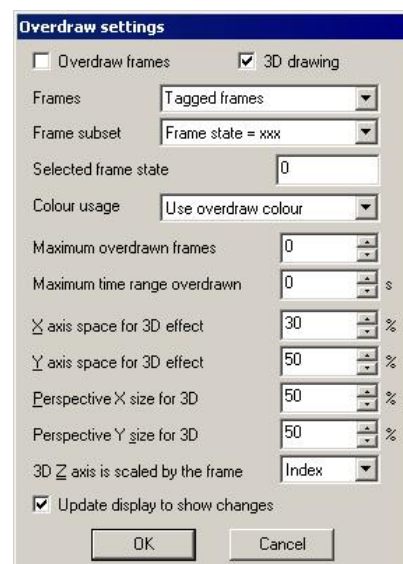 Overdraw settings
Overdraw frames 3D drawing
Frames Tagged frames
Frame subset Frame state = xxx
Selected frame state 0
Colour usage Use overdraw colour
Maximum overdrawn frames 0
Maximum time range overdrawn 0 s
X axis space for 3D effect 30 %
Y axis space for 3D effect 50 %
Perspective X size for 3D 50 %
Perspective Y size for 3D 50 %
3D Z axis is scaled by the frame Index
Update display to show changes
OK Cancel